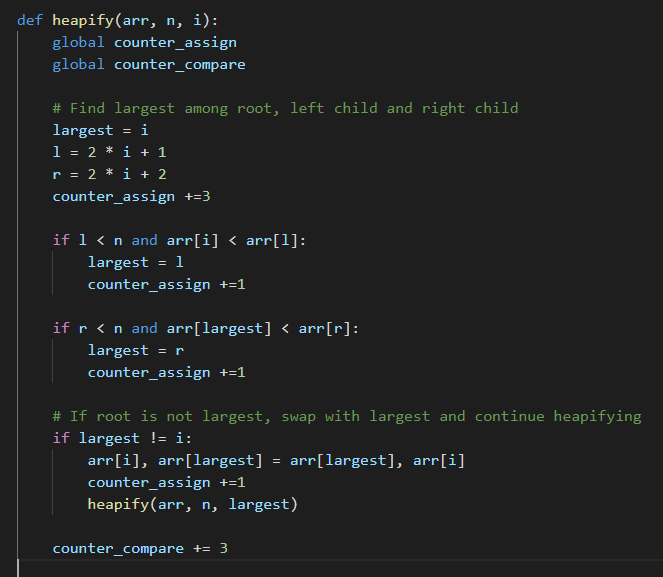 def heapify(arr, n, i):
    global counter_assign
    global counter_compare

    # Find largest among root, left child and right child
    largest = i
    l = 2 * i + 1
    r = 2 * i + 2
    counter_assign +=3

    if l < n and arr[i] < arr[l]:
        largest = l
        counter_assign +=1

    if r < n and arr[largest] < arr[r]:
        largest = r
        counter_assign +=1

    # If root is not largest, swap with largest and continue heapifying
    if largest != i:
        arr[i], arr[largest] = arr[largest], arr[i]
        counter_assign +=1
        heapify(arr, n, largest)

    counter_compare += 3